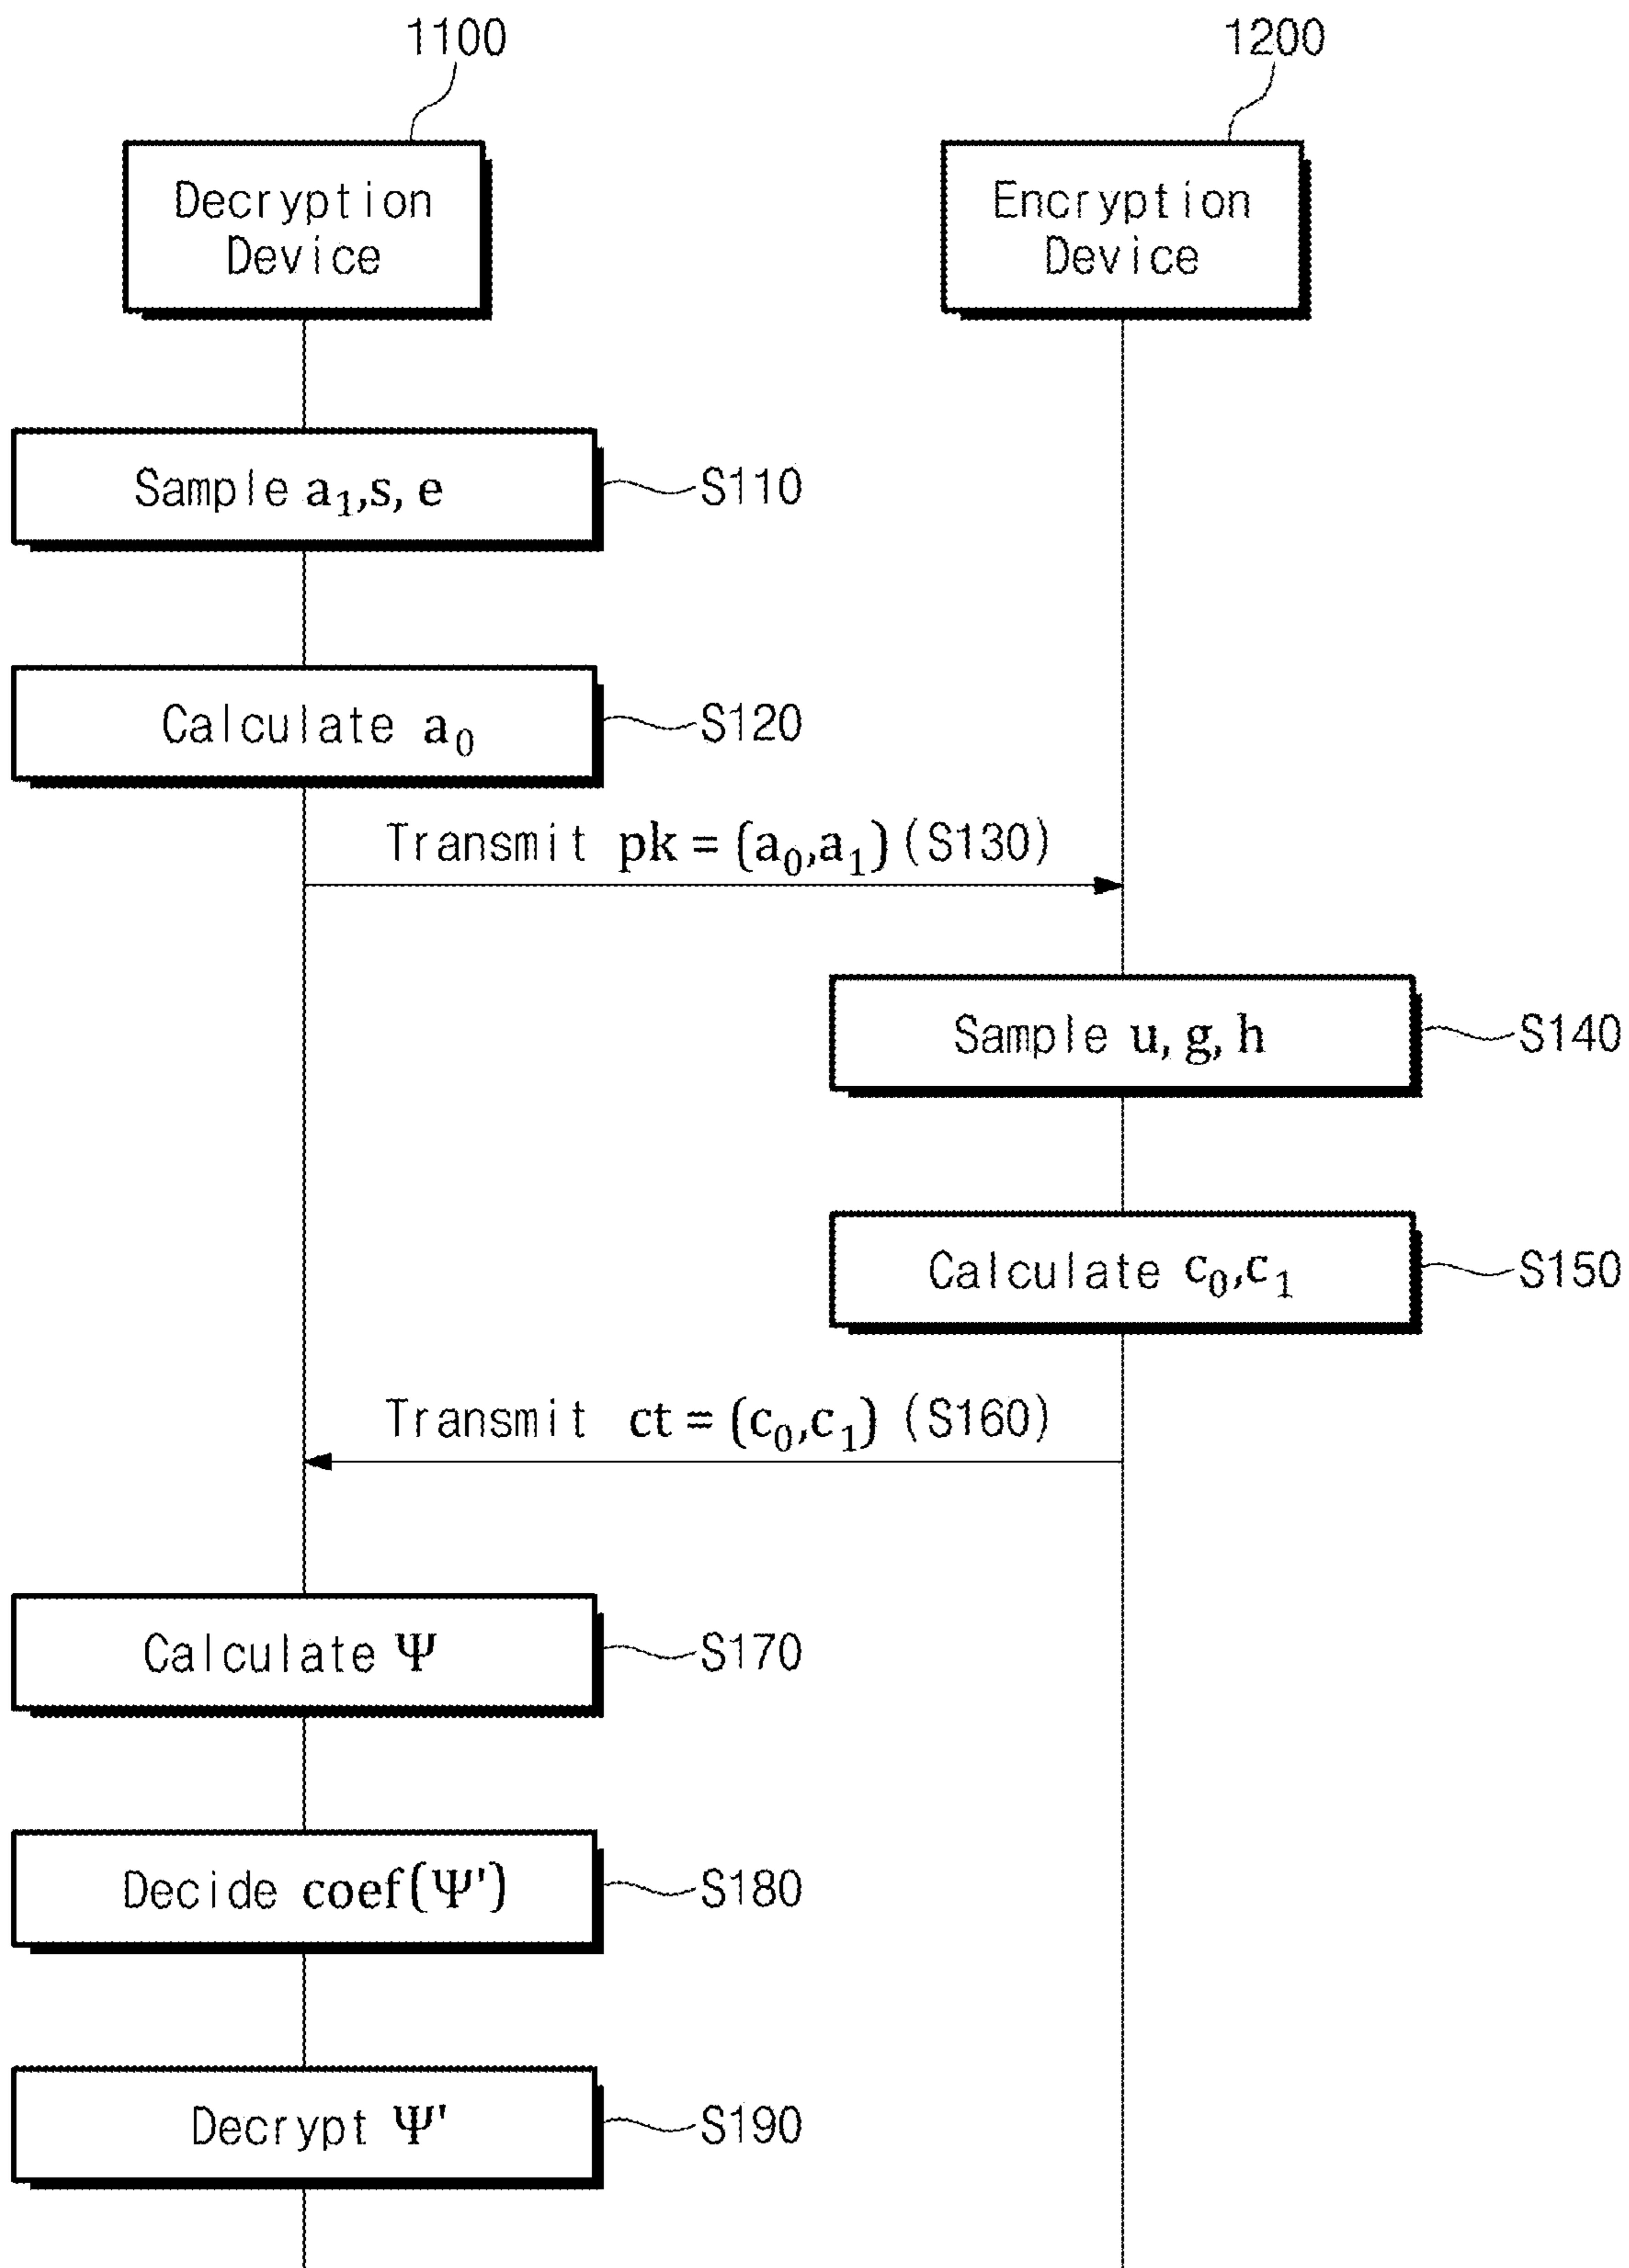 1100
1200
Decryption
Device
Encryption
Device
Sample a₁,s, e
S110
Calculate a₀
S120
Transmit pk = (a₀,a₁) (S130)
Sample u, g, h
S140
Calculate c₀,c₁
S150
Transmit ct = (c₀,c₁) (S160)
Calculate Ψ
S170
Decide coef(Ψ')
S180
Decrypt Ψ'
S190